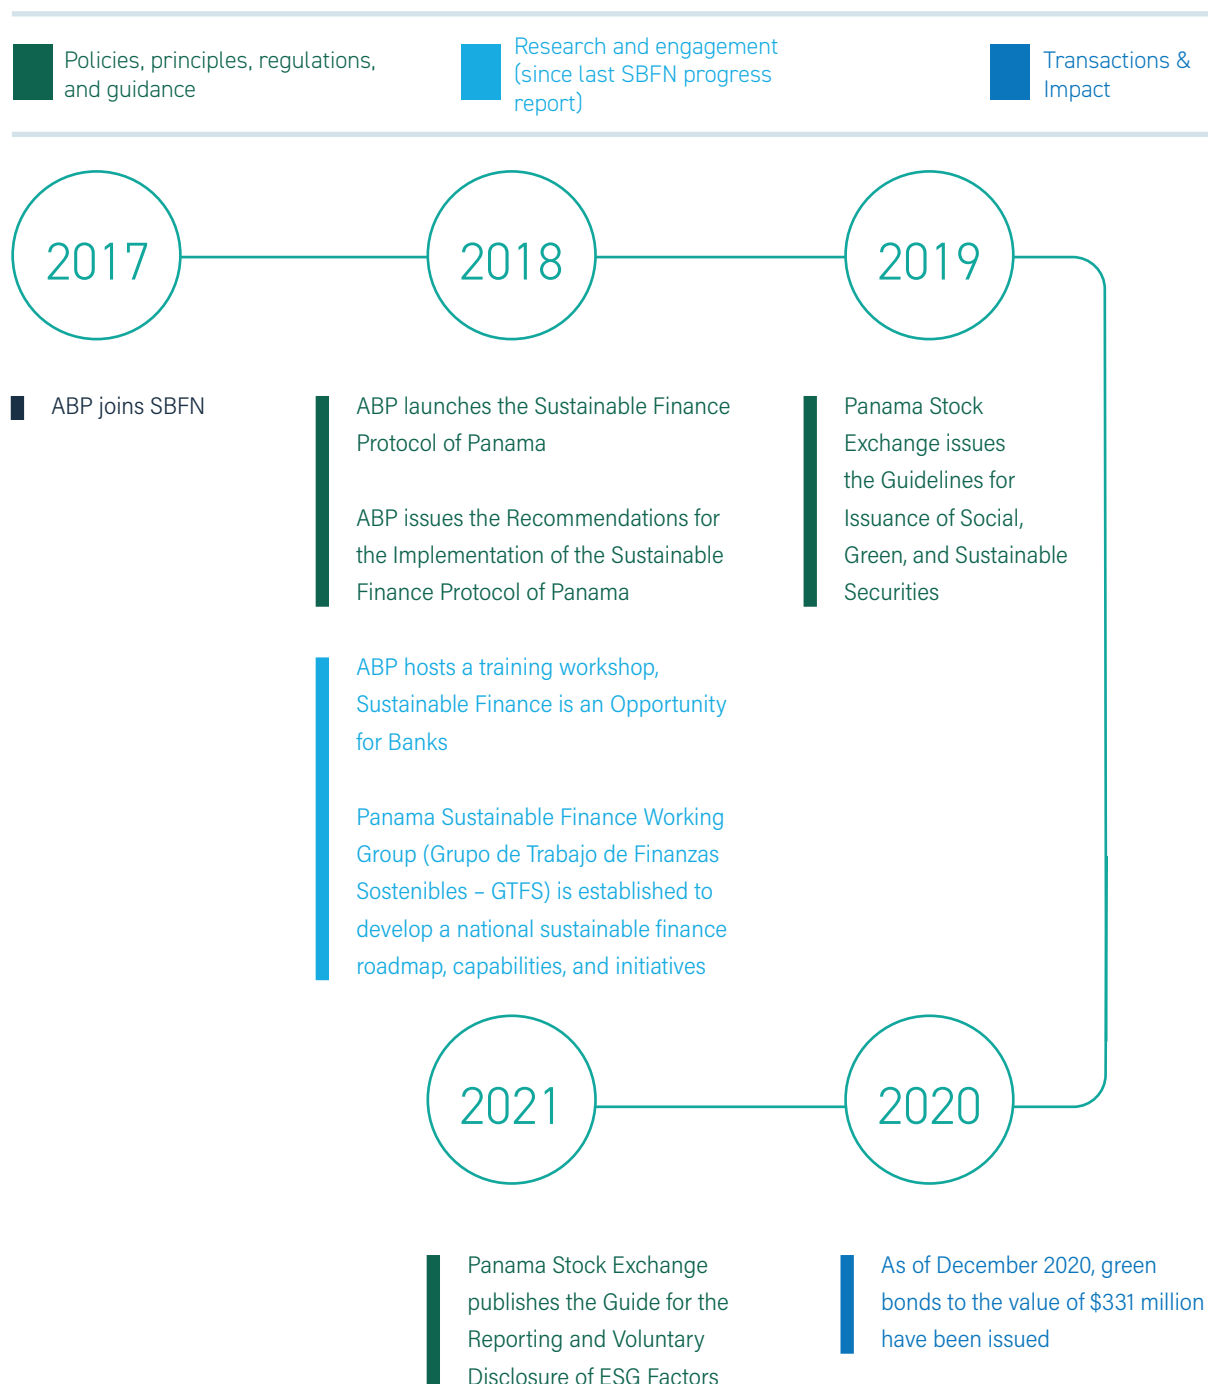 Policies, principles, regulations,
and guidance
Research and engagement
(since last SBFN progress
report)
Transactions &
Impact
2017
2018
2019
ABP joins SBFN
ABP launches the Sustainable Finance
Protocol of Panama
ABP issues the Recommendations for
the Implementation of the Sustainable
Finance Protocol of Panama
ABP hosts a training workshop,
Sustainable Finance is an Opportunity
for Banks
Panama Sustainable Finance Working
Group (Grupo de Trabajo de Finanzas
Sostenibles – GTFS) is established to
develop a national sustainable finance
roadmap, capabilities, and initiatives
Panama Stock
Exchange issues
the Guidelines for
Issuance of Social,
Green, and Sustainable
Securities
2021
2020
Panama Stock Exchange
publishes the Guide for the
Reporting and Voluntary
Disclosure of ESG Factors
As of December 2020, green
bonds to the value of $331 million
have been issued